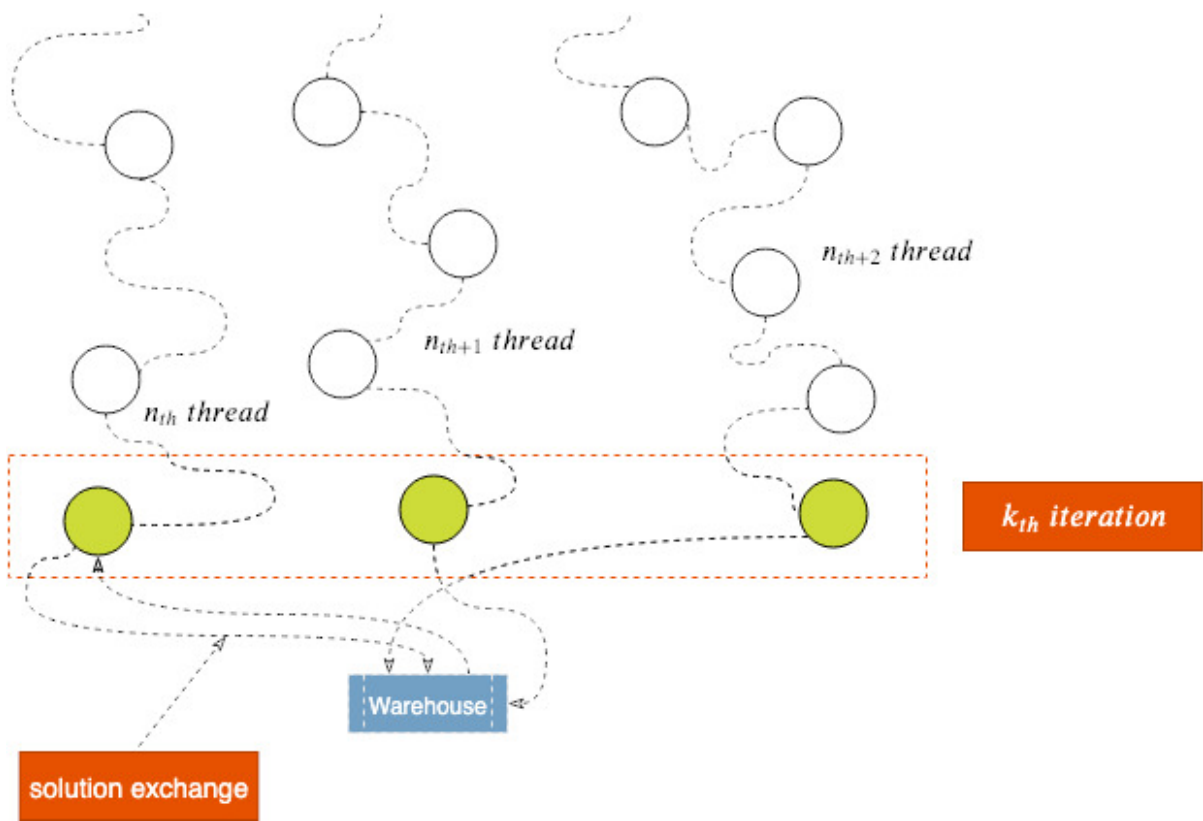 n_{th+2} thread
n_{th+1} thread
n_{th} thread
k_{th} iteration
Warehouse
solution exchange